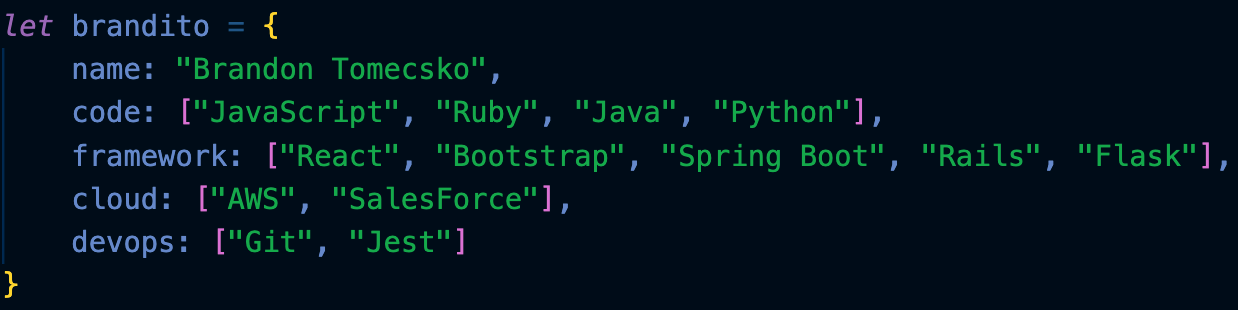 let brandito = {
name: "Brandon Tomecsko",
code: ["JavaScript", "Ruby", "Java", "Python"],
framework: ["React", "Bootstrap", "Spring Boot", "Rails", "Flask"],
cloud: ["AWS", "SalesForce"],
devops: ["Git", "Jest"]
}